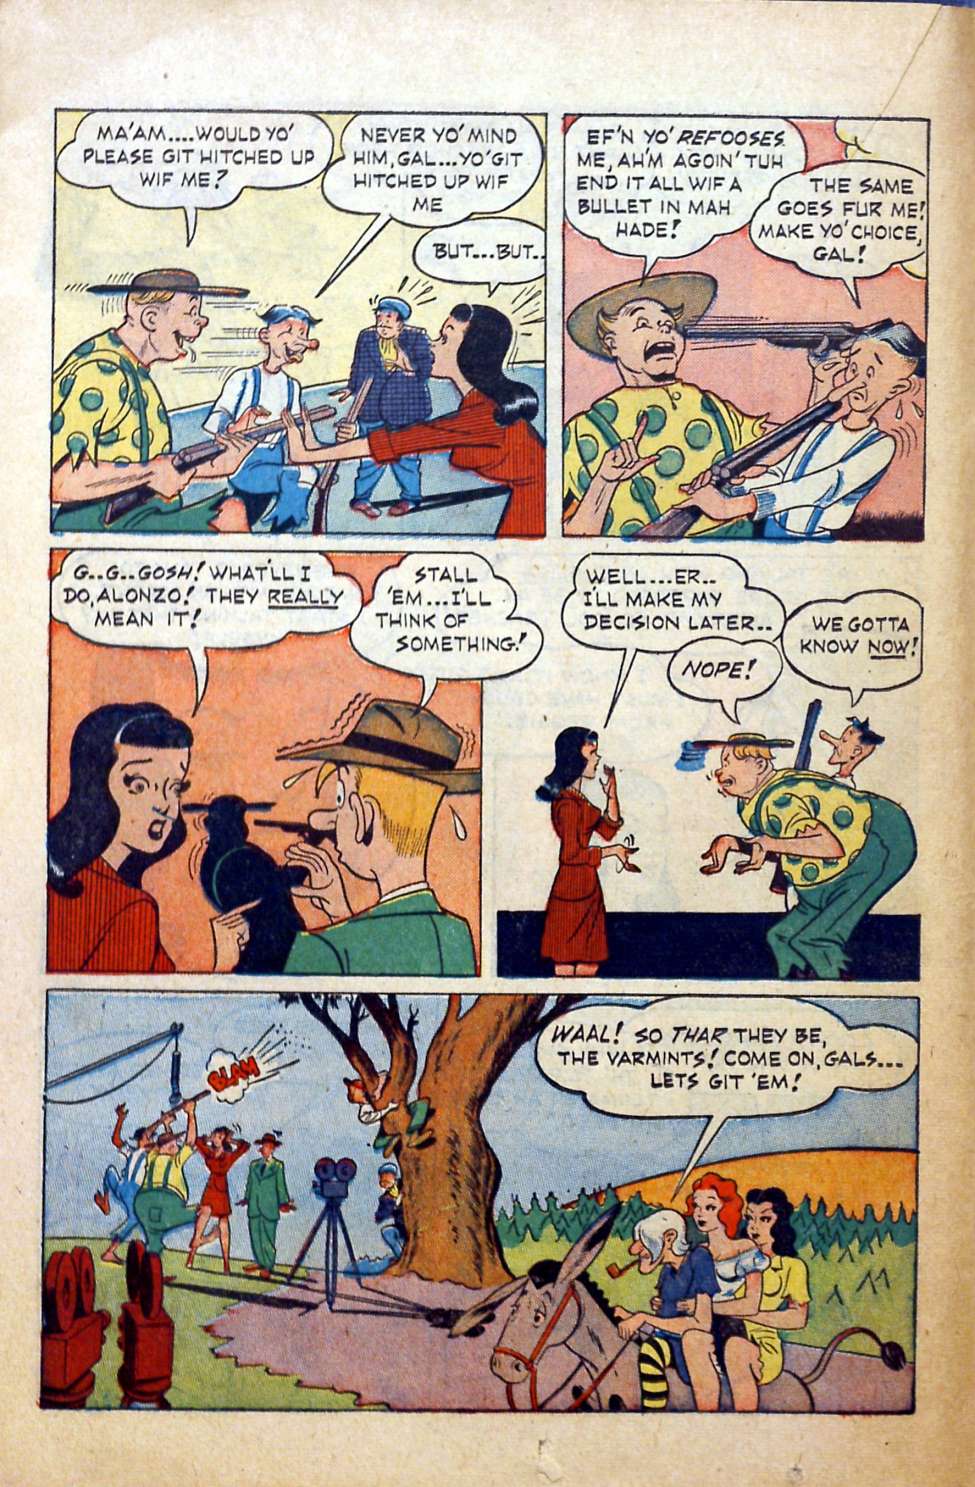 MA'AM....WOULD YO'
PLEASE GIT HITCHED UP
WIF ME?
NEVER YO' MIND
HIM, GAL...YO' GIT
HITCHED UP WIF
ME
BUT...BUT..
EF'N YO' REFOOSES
ME, AH'M AGOIN' TUH
END IT ALL WIF A
BULLET IN MAH
HADE!
THE SAME
GOES FUR ME!
MAKE YO' CHOICE,
GAL!
G..G..GOSH! WHAT'LL I
DO, ALONZO! THEY REALLY
MEAN IT!
STALL
'EM...I'LL
THINK OF
SOMETHING!
WELL...ER..
I'LL MAKE MY
DECISION LATER..
NOPE!
WE GOTTA
KNOW NOW!
BLAM
WAAL! SO THAR THEY BE,
THE VARMINTS! COME ON, GALS...
LETS GIT 'EM!